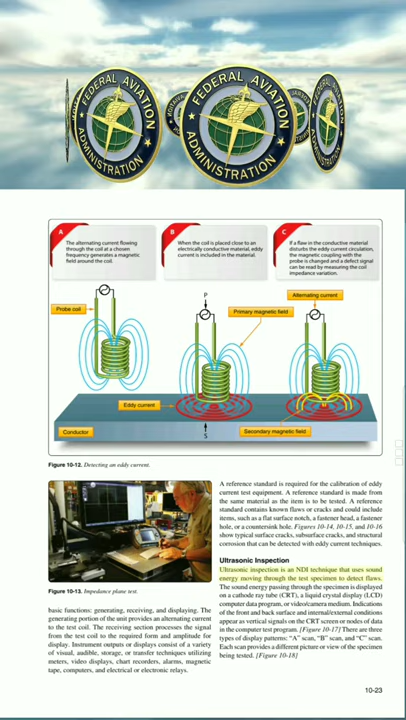 FEDERAL AVIATION
ADMINISTRATION
FEDERAL AVIATION
ADMINISTRATION
A
The alternating current flowing
through the coil at a chosen
frequency generates a magnetic
field around the coil.
B
When the coil is placed close to an
electrically conductive material, eddy
current is included in the material.
C
If a flaw in the conductive material
disturbs the eddy current circulation,
the magnetic coupling with the
probe is changed and a defect signal
can be read by measuring the coil
impedance variation.
Probe coil
P
Primary magnetic field
Alternating current
Eddy current
Conductor
S
Secondary magnetic field
Figure 10-12. Detecting an eddy current.
Figure 10-13. Impedance plane test.
basic functions; generating, receiving, and displaying. The
generating portion of the unit provides an alternating current
to the test coil. The receiving section processes the signal
from the test coil to the required form and amplitude for
display. Instrument outputs or displays consist of a variety
of visual, audible, storage, or transfer techniques utilizing
meters, video displays, chart recorders, alarms, magnetic
tape, computers, and electrical or electronic relays.
A reference standard is required for the calibration of eddy
current test equipment. A reference standard is made from
the same material as the item is to be tested. A reference
standard contains known flaws or cracks and could include
items, such as a flat surface notch, a fastener head, a fastener
hole, or a countersink hole. Figures 10-14, 10-15, and 10-16
show typical surface cracks, subsurface cracks, and structural
corrosion that can be detected with eddy current techniques.
Ultrasonic Inspection
Ultrasonic inspection is an NDI technique that uses sound
energy moving through the test specimen to detect flaws.
The sound energy passing through the specimen is displayed
on a cathode ray tube (CRT), a liquid crystal display (LCD)
computer data program, or video/camera medium. Indications
of the front and back surface and internal/external conditions
appear as vertical signals on the CRT screen or nodes of data
in the computer test program. [Figure 10-17] There are three
types of display patterns: “A” scan, “B” scan, and “C” scan.
Each scan provides a different picture or view of the specimen
being tested. [Figure 10-18]
10-23